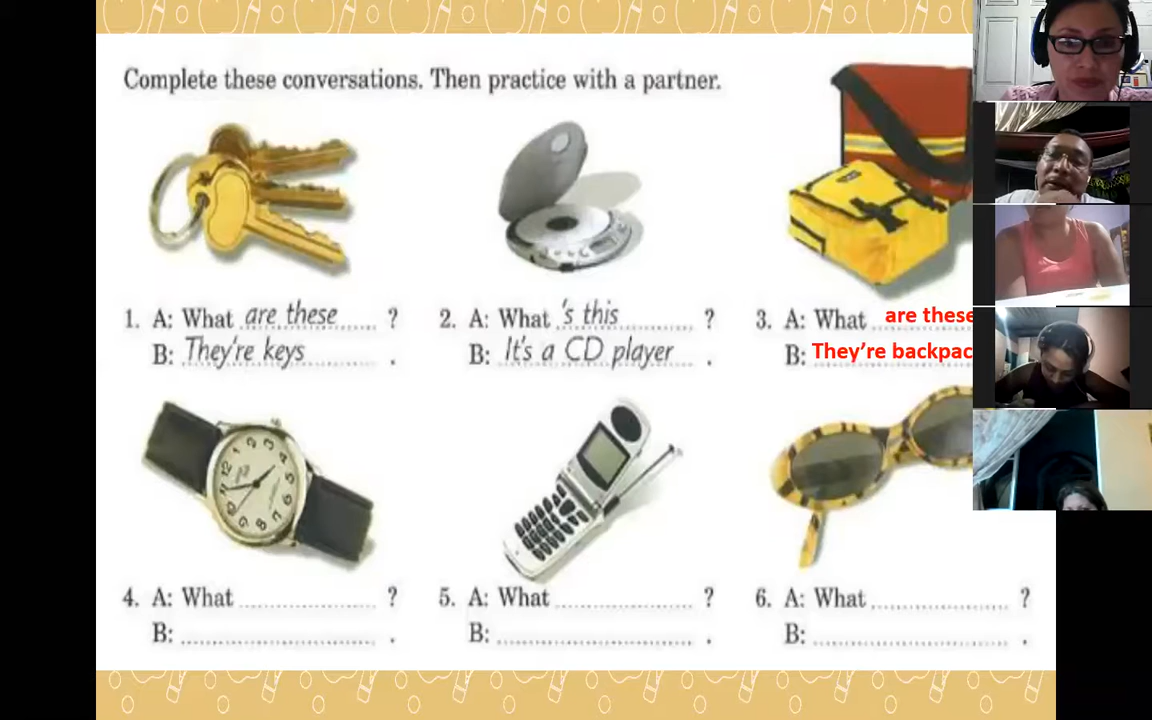 Complete these conversations. Then practice with a partner.
1. A: What are these ?
B: They're keys .
2. A: What 's this ?
B: It's a CD player .
3. A: What are these
B: They're backpac
4. A: What ?
B: .
5. A: What ?
B: .
6. A: What ?
B: .